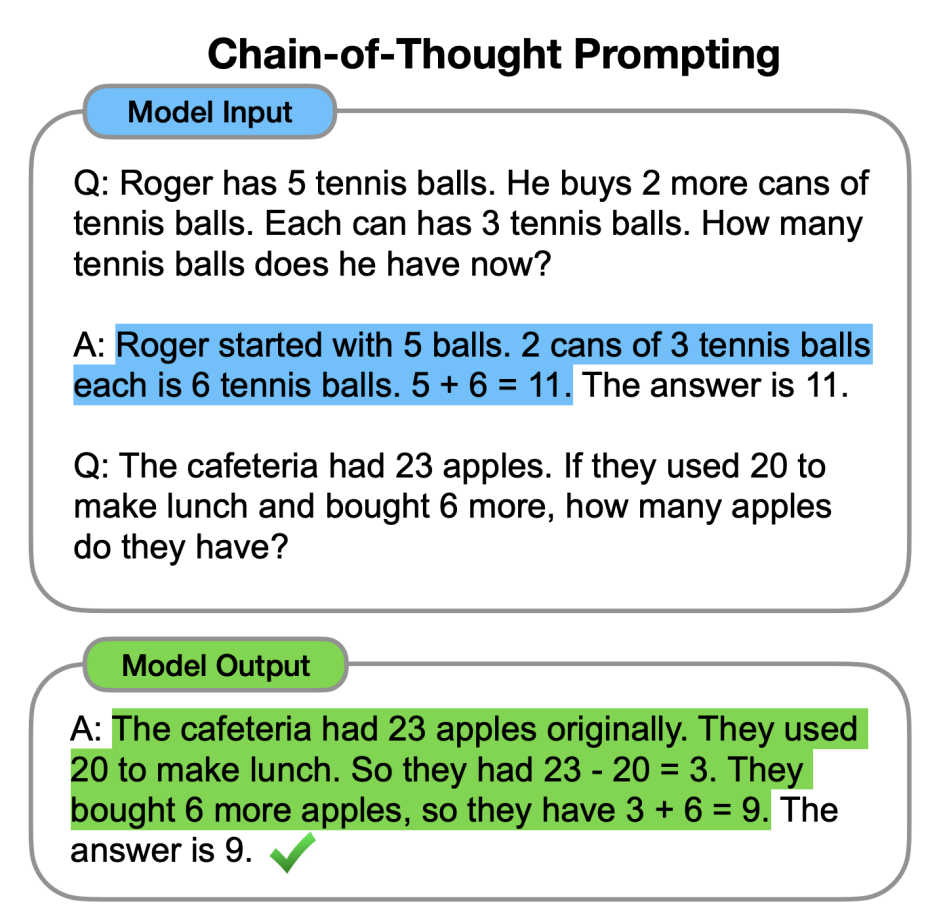 Chain-of-Thought Prompting
Model Input
Q: Roger has 5 tennis balls. He buys 2 more cans of
tennis balls. Each can has 3 tennis balls. How many
tennis balls does he have now?
A: Roger started with 5 balls. 2 cans of 3 tennis balls
each is 6 tennis balls. 5 + 6 = 11. The answer is 11.
Q: The cafeteria had 23 apples. If they used 20 to
make lunch and bought 6 more, how many apples
do they have?
Model Output
A: The cafeteria had 23 apples originally. They used
20 to make lunch. So they had 23 - 20 = 3. They
bought 6 more apples, so they have 3 + 6 = 9. The
answer is 9.